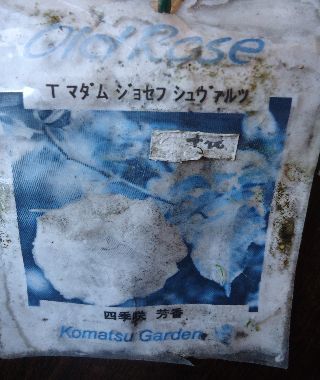 Old Rose
T マダム ジョセフ シュヴァルツ
四季咲 芳香
Komatsu Garden